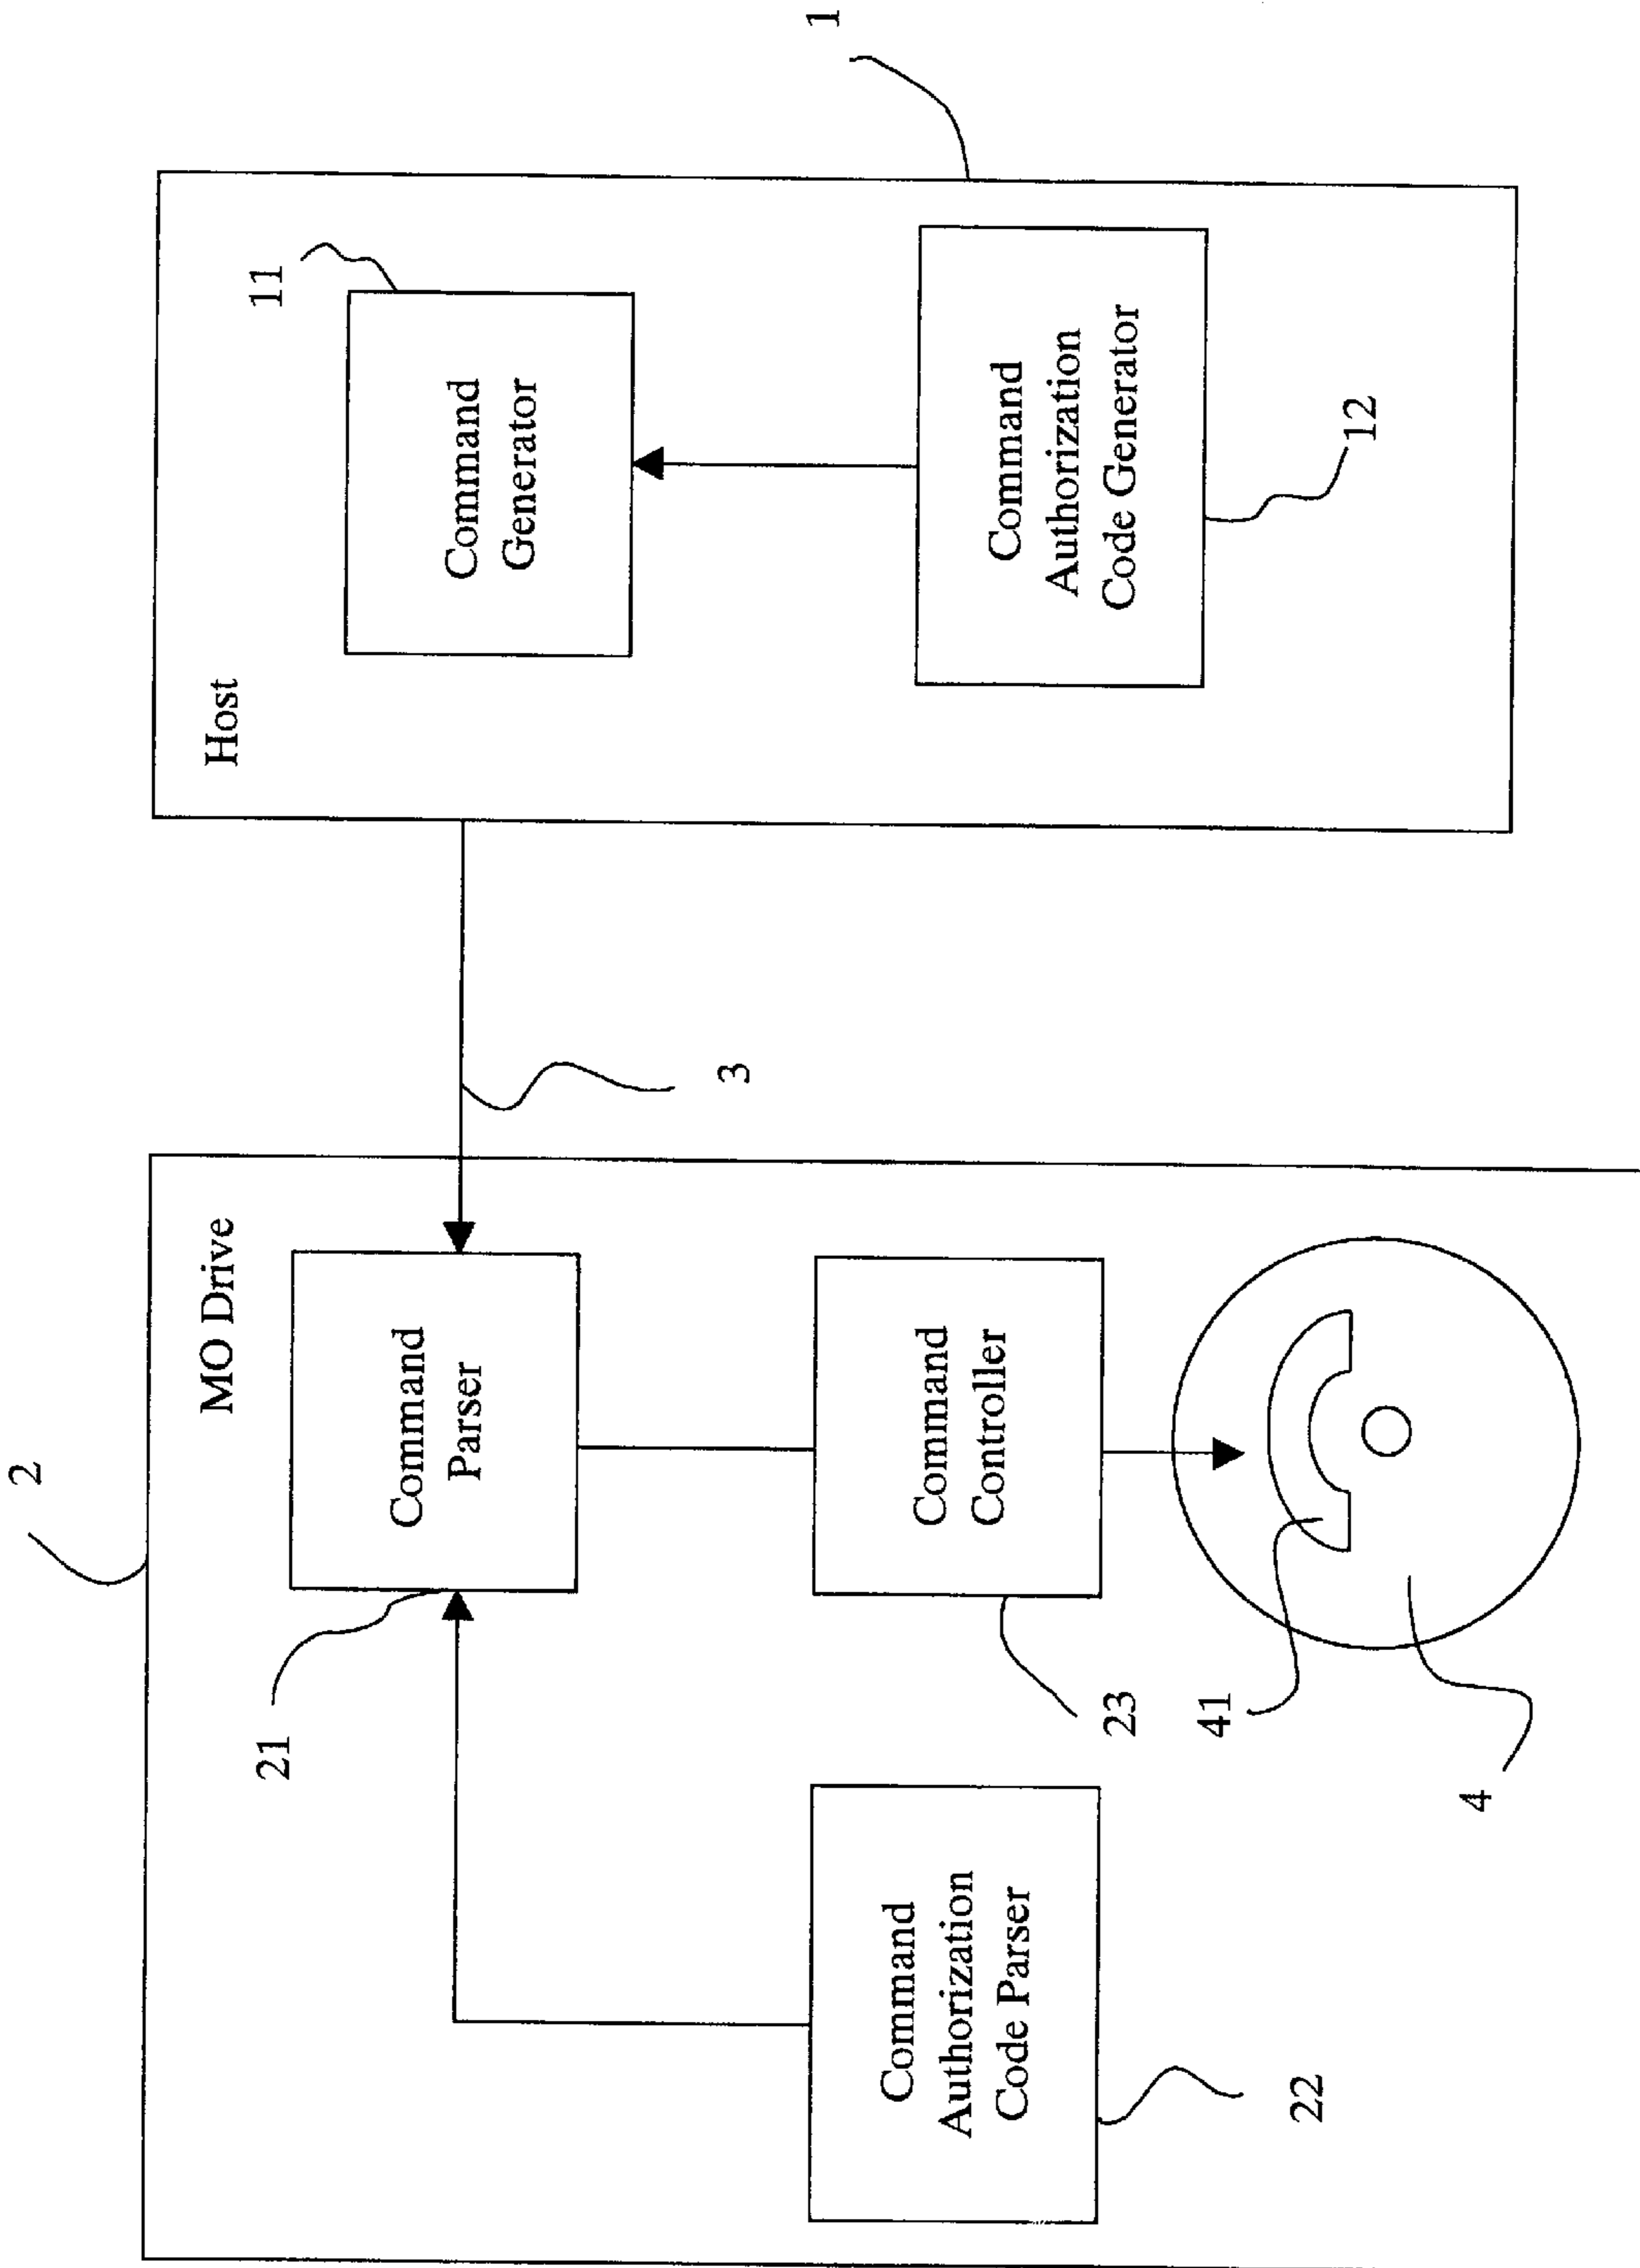 2
MO Drive
21
Command
Parser
Command
Authorization
Code Parser
22
Command
Controller
23
41
4
3
Host
11
Command
Generator
1
Command
Authorization
Code Generator
12